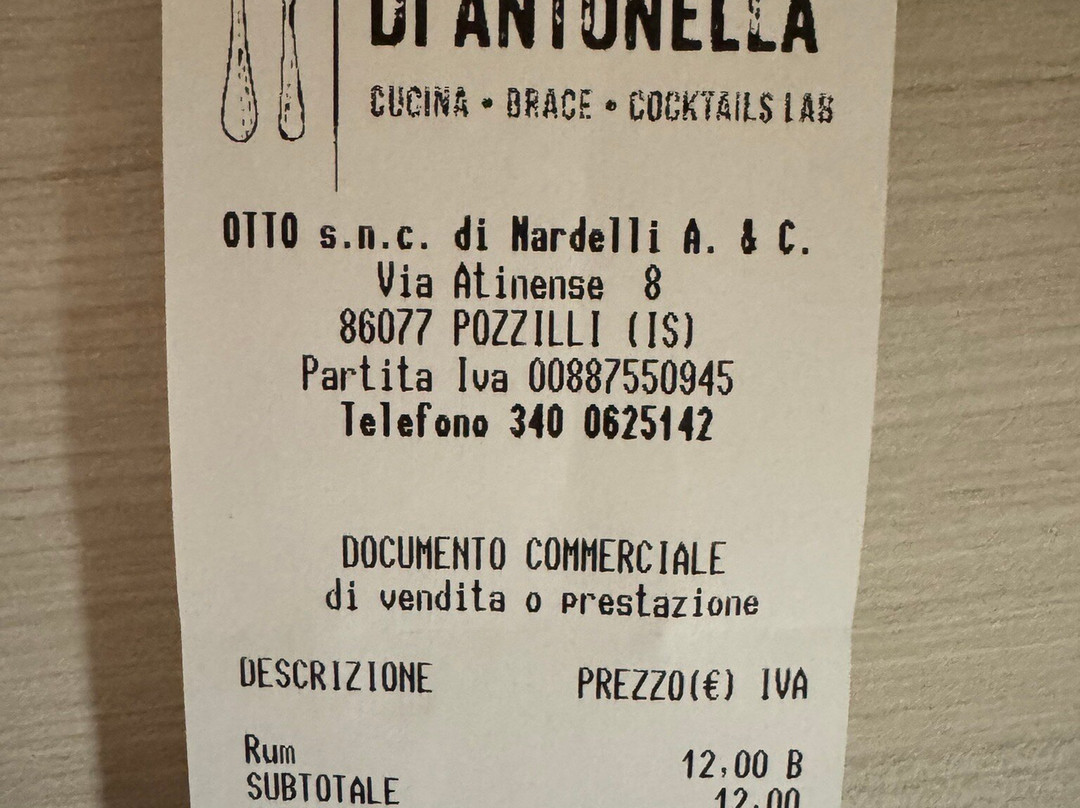 DI ANTONELLA
CUCINA • BRACE • COCKTAILS LAB
OTTO s.n.c. di Nardelli A. & C.
Via Atinense 8
86077 POZZILLI (IS)
Partita Iva 00887550945
Telefono 340 0625142
DOCUMENTO COMMERCIALE
di vendita o prestazione
DESCRIZIONE PREZZO(€) IVA
Rum 12,00 B
SUBTOTALE 12,00